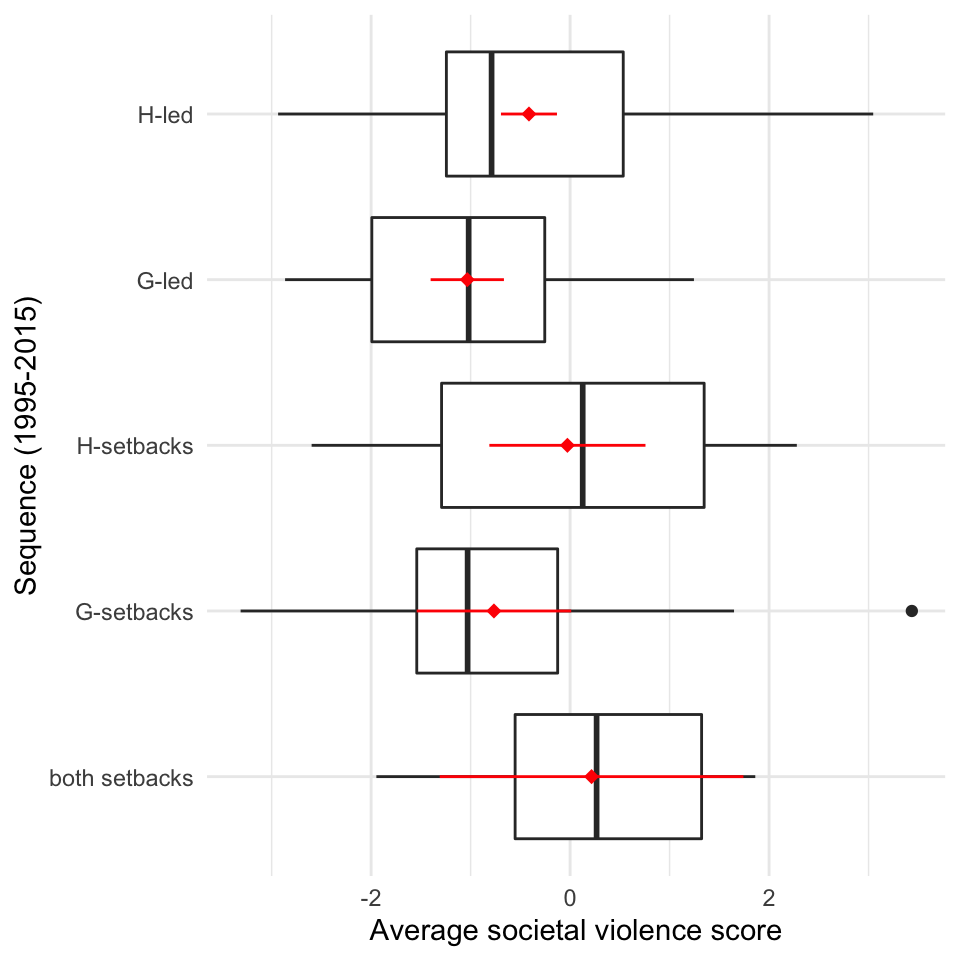 H-led
G-led
H-setbacks
G-setbacks
both setbacks
Sequence (1995-2015)
-2
0
2
Average societal violence score